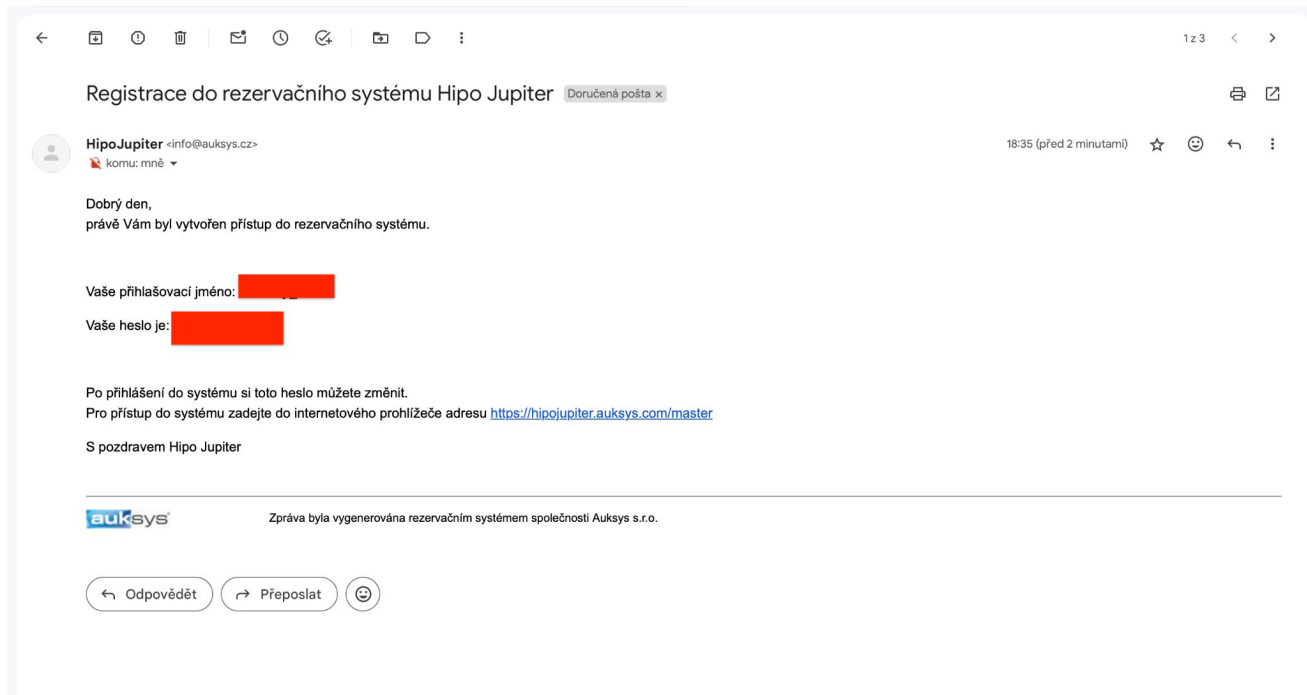 1 z 3
Registrace do rezervačního systému Hipo Jupiter Doručená pošta x
HipoJupiter <info@auksys.cz> 18:35 (před 2 minutami)
komu: mně
Dobrý den,
právě Vám byl vytvořen přístup do rezervačního systému.
Vaše přihlašovací jméno:
Vaše heslo je:
Po přihlášení do systému si toto heslo můžete změnit.
Pro přístup do systému zadejte do internetového prohlížeče adresu https://hipojupiter.auksys.com/master
S pozdravem Hipo Jupiter
auksys Zpráva byla vygenerována rezervačním systémem společnosti Auksys s.r.o.
Odpovědět Přeposlat